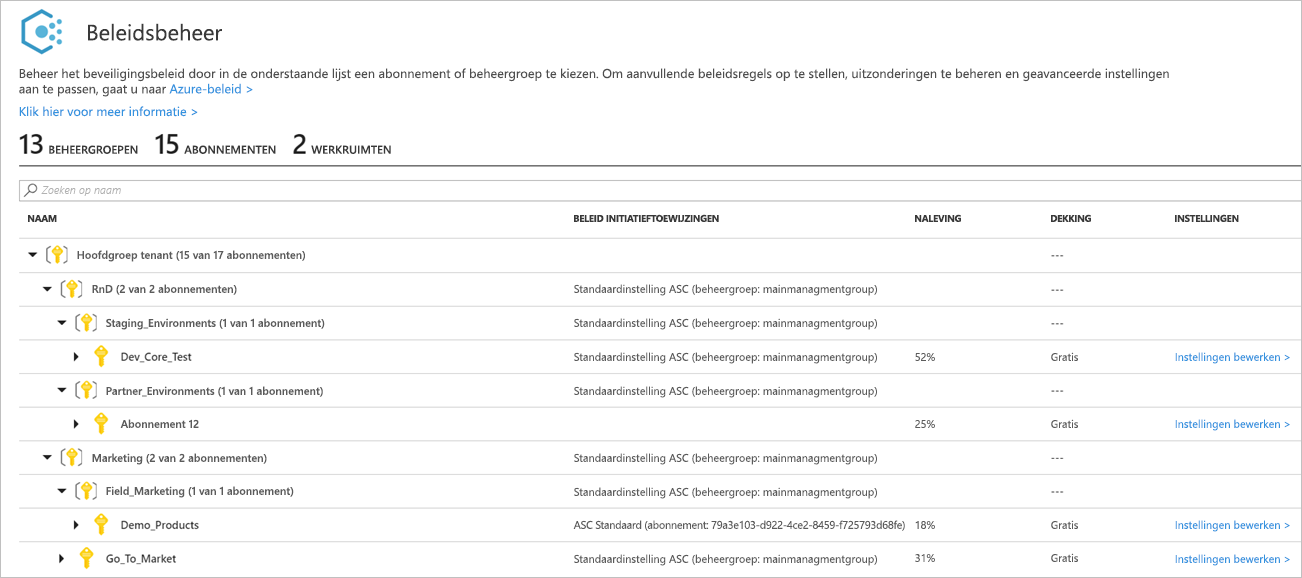 Beleidsbeheer
Beheer het beveiligingsbeleid door in de onderstaande lijst een abonnement of beheergroep te kiezen. Om aanvullende beleidsregels op te stellen, uitzonderingen te beheren en geavanceerde instellingen
aan te passen, gaat u naar Azure-beleid >
Klik hier voor meer informatie >
13 BEHEERGROEPEN 15 ABONNEMENTEN 2 WERKRUIMTEN
Zoeken op naam
NAAM BELEID INITIATIEFTOEWIJZINGEN NALEVING DEKKING INSTELLINGEN
Hoofdgroep tenant (15 van 17 abonnementen) ---
RnD (2 van 2 abonnementen) Standaardinstelling ASC (beheergroep: mainmanagmentgroup) ---
Staging_Environments (1 van 1 abonnement) Standaardinstelling ASC (beheergroep: mainmanagmentgroup) ---
Dev_Core_Test Standaardinstelling ASC (beheergroep: mainmanagmentgroup) 52% Gratis Instellingen bewerken >
Partner_Environments (1 van 1 abonnement) Standaardinstelling ASC (beheergroep: mainmanagmentgroup) ---
Abonnement 12 25% Gratis Instellingen bewerken >
Marketing (2 van 2 abonnementen) Standaardinstelling ASC (beheergroep: mainmanagmentgroup) ---
Field_Marketing (1 van 1 abonnement) Standaardinstelling ASC (beheergroep: mainmanagmentgroup) ---
Demo_Products ASC Standaard (abonnement: 79a3e103-d922-4ce2-8459-f725793d68fe) 18% Gratis Instellingen bewerken >
Go_To_Market Standaardinstelling ASC (beheergroep: mainmanagmentgroup) 31% Gratis Instellingen bewerken >